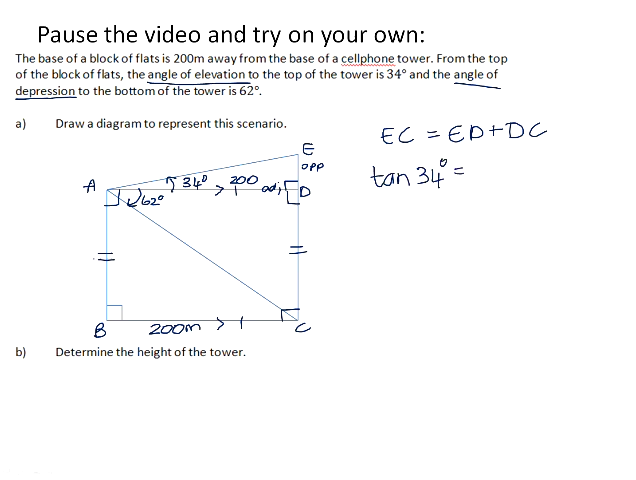 Pause the video and try on your own:
The base of a block of flats is 200m away from the base of a cellphone tower. From the top
of the block of flats, the angle of elevation to the top of the tower is 34° and the angle of
depression to the bottom of the tower is 62°.
a) Draw a diagram to represent this scenario.
EC = ED+DC
E
opp
tan 34° =
A 34° 200 adj D
62°
B 200m C
b) Determine the height of the tower.